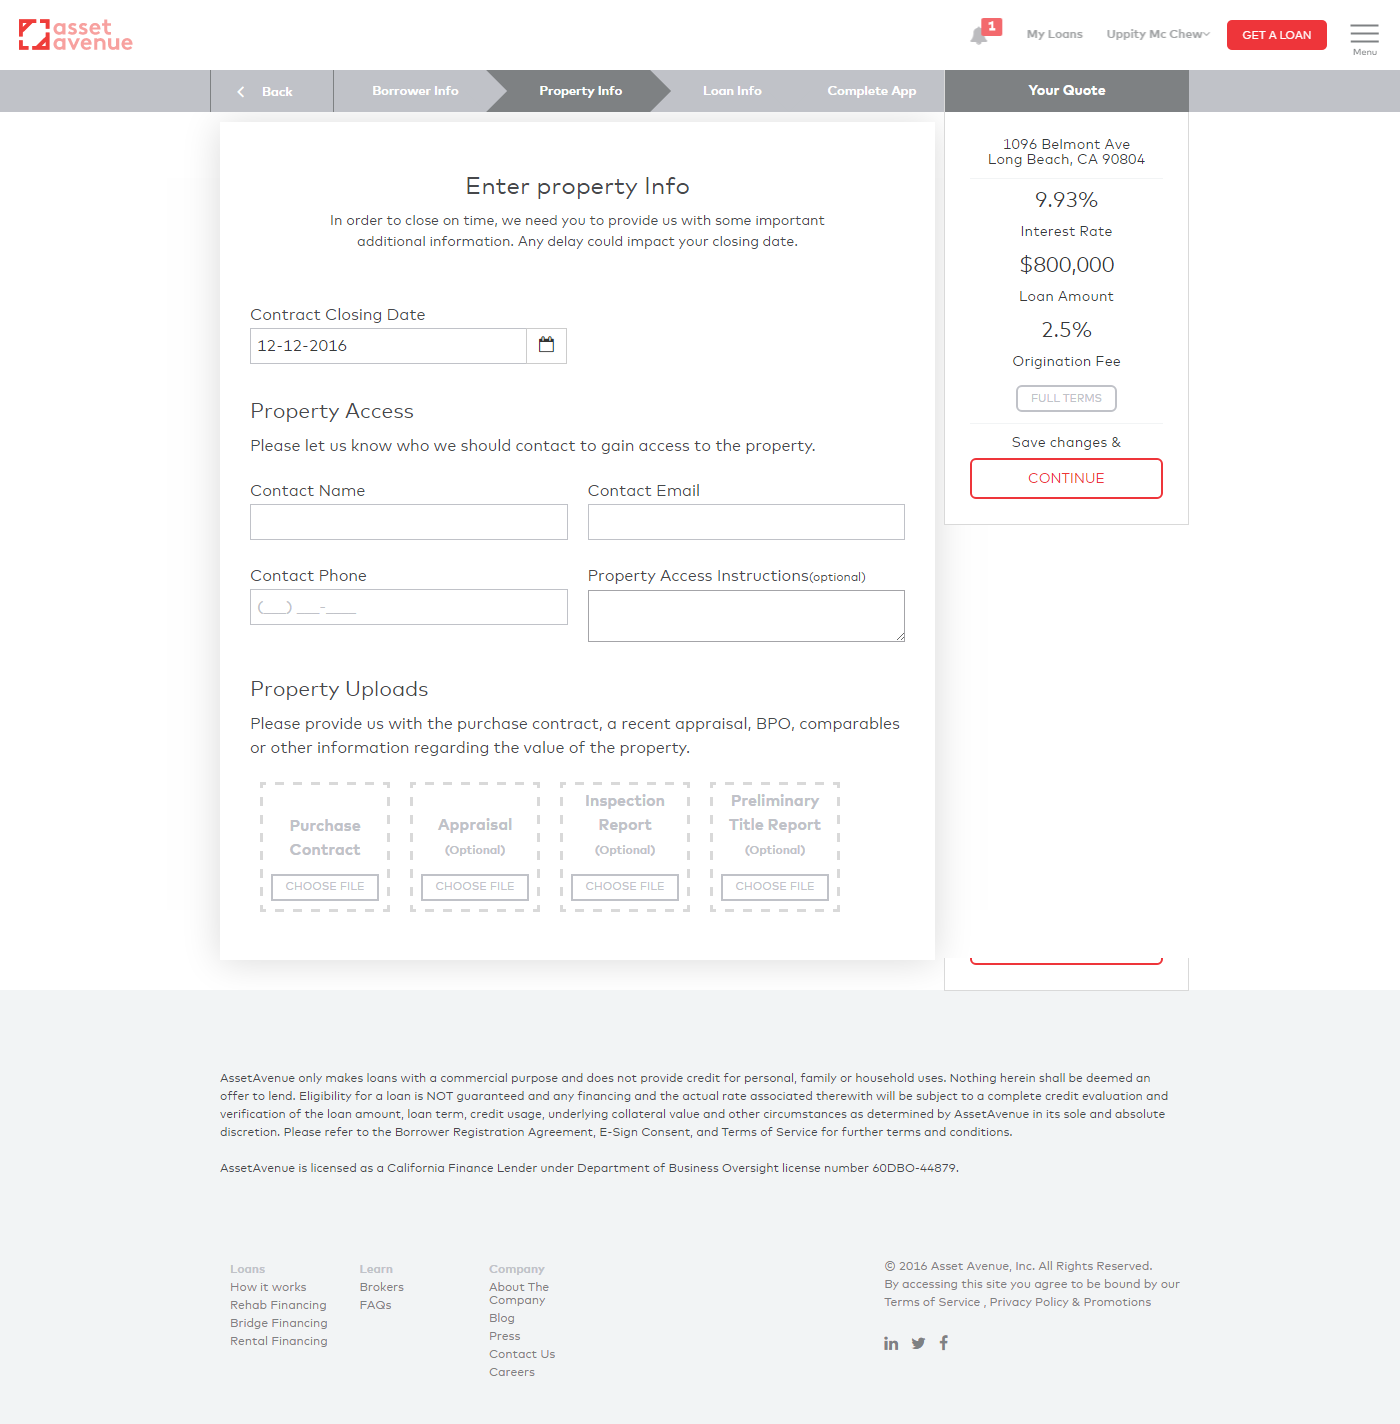 asset
avenue
1
My Loans
Uppity Mc Chew
GET A LOAN
Menu
Back
Borrower Info
Property Info
Loan Info
Complete App
Your Quote
Enter property Info
In order to close on time, we need you to provide us with some important
additional information. Any delay could impact your closing date.
Contract Closing Date
12-12-2016
Property Access
Please let us know who we should contact to gain access to the property.
Contact Name
Contact Email
Contact Phone
(___) ___-____
Property Access Instructions(optional)
Property Uploads
Please provide us with the purchase contract, a recent appraisal, BPO, comparables
or other information regarding the value of the property.
Purchase
Contract
CHOOSE FILE
Appraisal
(Optional)
CHOOSE FILE
Inspection
Report
(Optional)
CHOOSE FILE
Preliminary
Title Report
(Optional)
CHOOSE FILE
1096 Belmont Ave
Long Beach, CA 90804
9.93%
Interest Rate
$800,000
Loan Amount
2.5%
Origination Fee
FULL TERMS
Save changes &
CONTINUE
AssetAvenue only makes loans with a commercial purpose and does not provide credit for personal, family or household uses. Nothing herein shall be deemed an
offer to lend. Eligibility for a loan is NOT guaranteed and any financing and the actual rate associated therewith will be subject to a complete credit evaluation and
verification of the loan amount, loan term, credit usage, underlying collateral value and other circumstances as determined by AssetAvenue in its sole and absolute
discretion. Please refer to the Borrower Registration Agreement, E-Sign Consent, and Terms of Service for further terms and conditions.
AssetAvenue is licensed as a California Finance Lender under Department of Business Oversight license number 60DBO-44879.
Loans
How it works
Rehab Financing
Bridge Financing
Rental Financing
Learn
Brokers
FAQs
Company
About The
Company
Blog
Press
Contact Us
Careers
© 2016 Asset Avenue, Inc. All Rights Reserved.
By accessing this site you agree to be bound by our
Terms of Service , Privacy Policy & Promotions